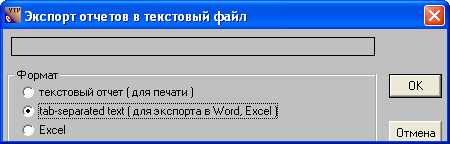 VIP Экспорт отчетов в текстовый файл
Формат
текстовый отчет ( для печати )
tab-separated text ( для экспорта в Word, Excel )
Excel
OK
Отмена